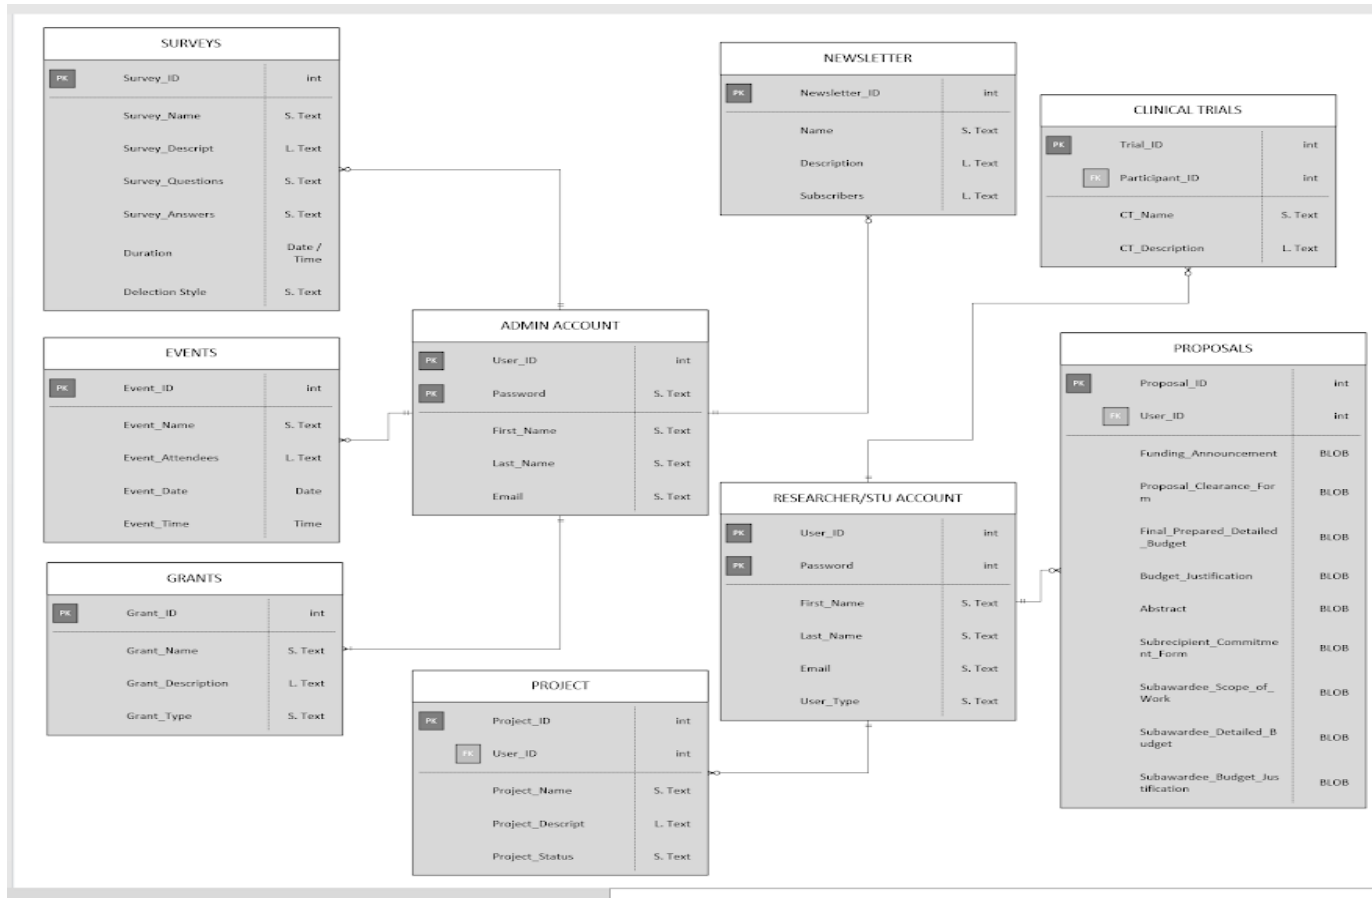 SURVEYS
PK Survey_ID int
Survey_Name S. Text
Survey_Descript L. Text
Survey_Questions S. Text
Survey_Answers S. Text
Duration Date /
Time
Delection Style S. Text
EVENTS
PK Event_ID int
Event_Name S. Text
Event_Attendees L. Text
Event_Date Date
Event_Time Time
GRANTS
PK Grant_ID int
Grant_Name S. Text
Grant_Description L. Text
Grant_Type S. Text
ADMIN ACCOUNT
PK User_ID int
PK Password S. Text
First_Name S. Text
Last_Name S. Text
Email S. Text
PROJECT
PK Project_ID int
FK User_ID int
Project_Name S. Text
Project_Descript L. Text
Project_Status S. Text
NEWSLETTER
PK Newsletter_ID int
Name S. Text
Description L. Text
Subscribers L. Text
RESEARCHER/STU ACCOUNT
PK User_ID int
PK Password int
First_Name S. Text
Last_Name S. Text
Email S. Text
User_Type S. Text
CLINICAL TRIALS
PK Trial_ID int
FK Participant_ID int
CT_Name S. Text
CT_Description L. Text
PROPOSALS
PK Proposal_ID int
FK User_ID int
Funding_Announcement BLOB
Proposal_Clearance_For
m BLOB
Final_Prepared_Detailed
_Budget BLOB
Budget_Justification BLOB
Abstract BLOB
Subrecipient_Commitme
nt_Form BLOB
Subawardee_Scope_of_
Work BLOB
Subawardee_Detailed_B
udget BLOB
Subawardee_Budget_Jus
tification BLOB